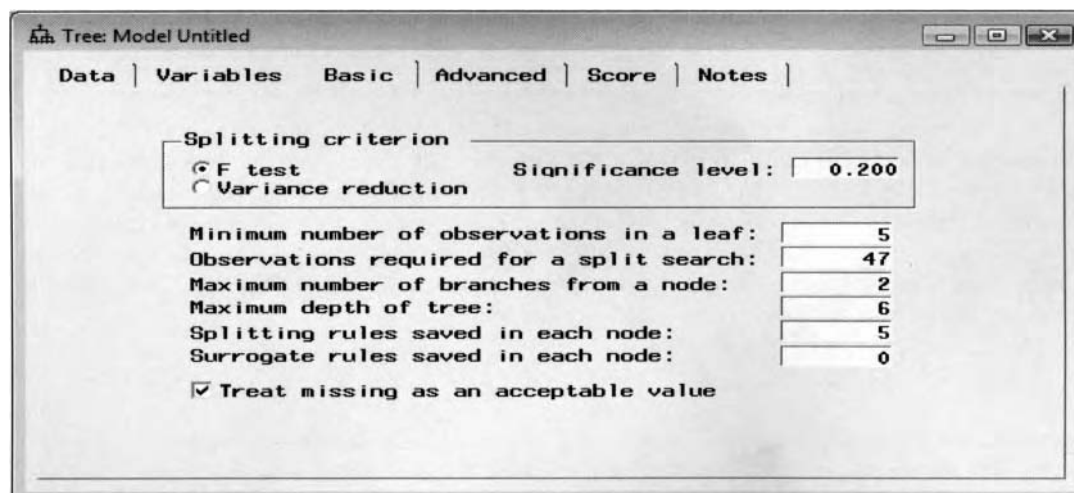 Tree: Model Untitled
Data Variables Basic Advanced Score Notes
Splitting criterion
F test Significance level: 0.200
Variance reduction
Minimum number of observations in a leaf: 5
Observations required for a split search: 47
Maximum number of branches from a node: 2
Maximum depth of tree: 6
Splitting rules saved in each node: 5
Surrogate rules saved in each node: 0
Treat missing as an acceptable value